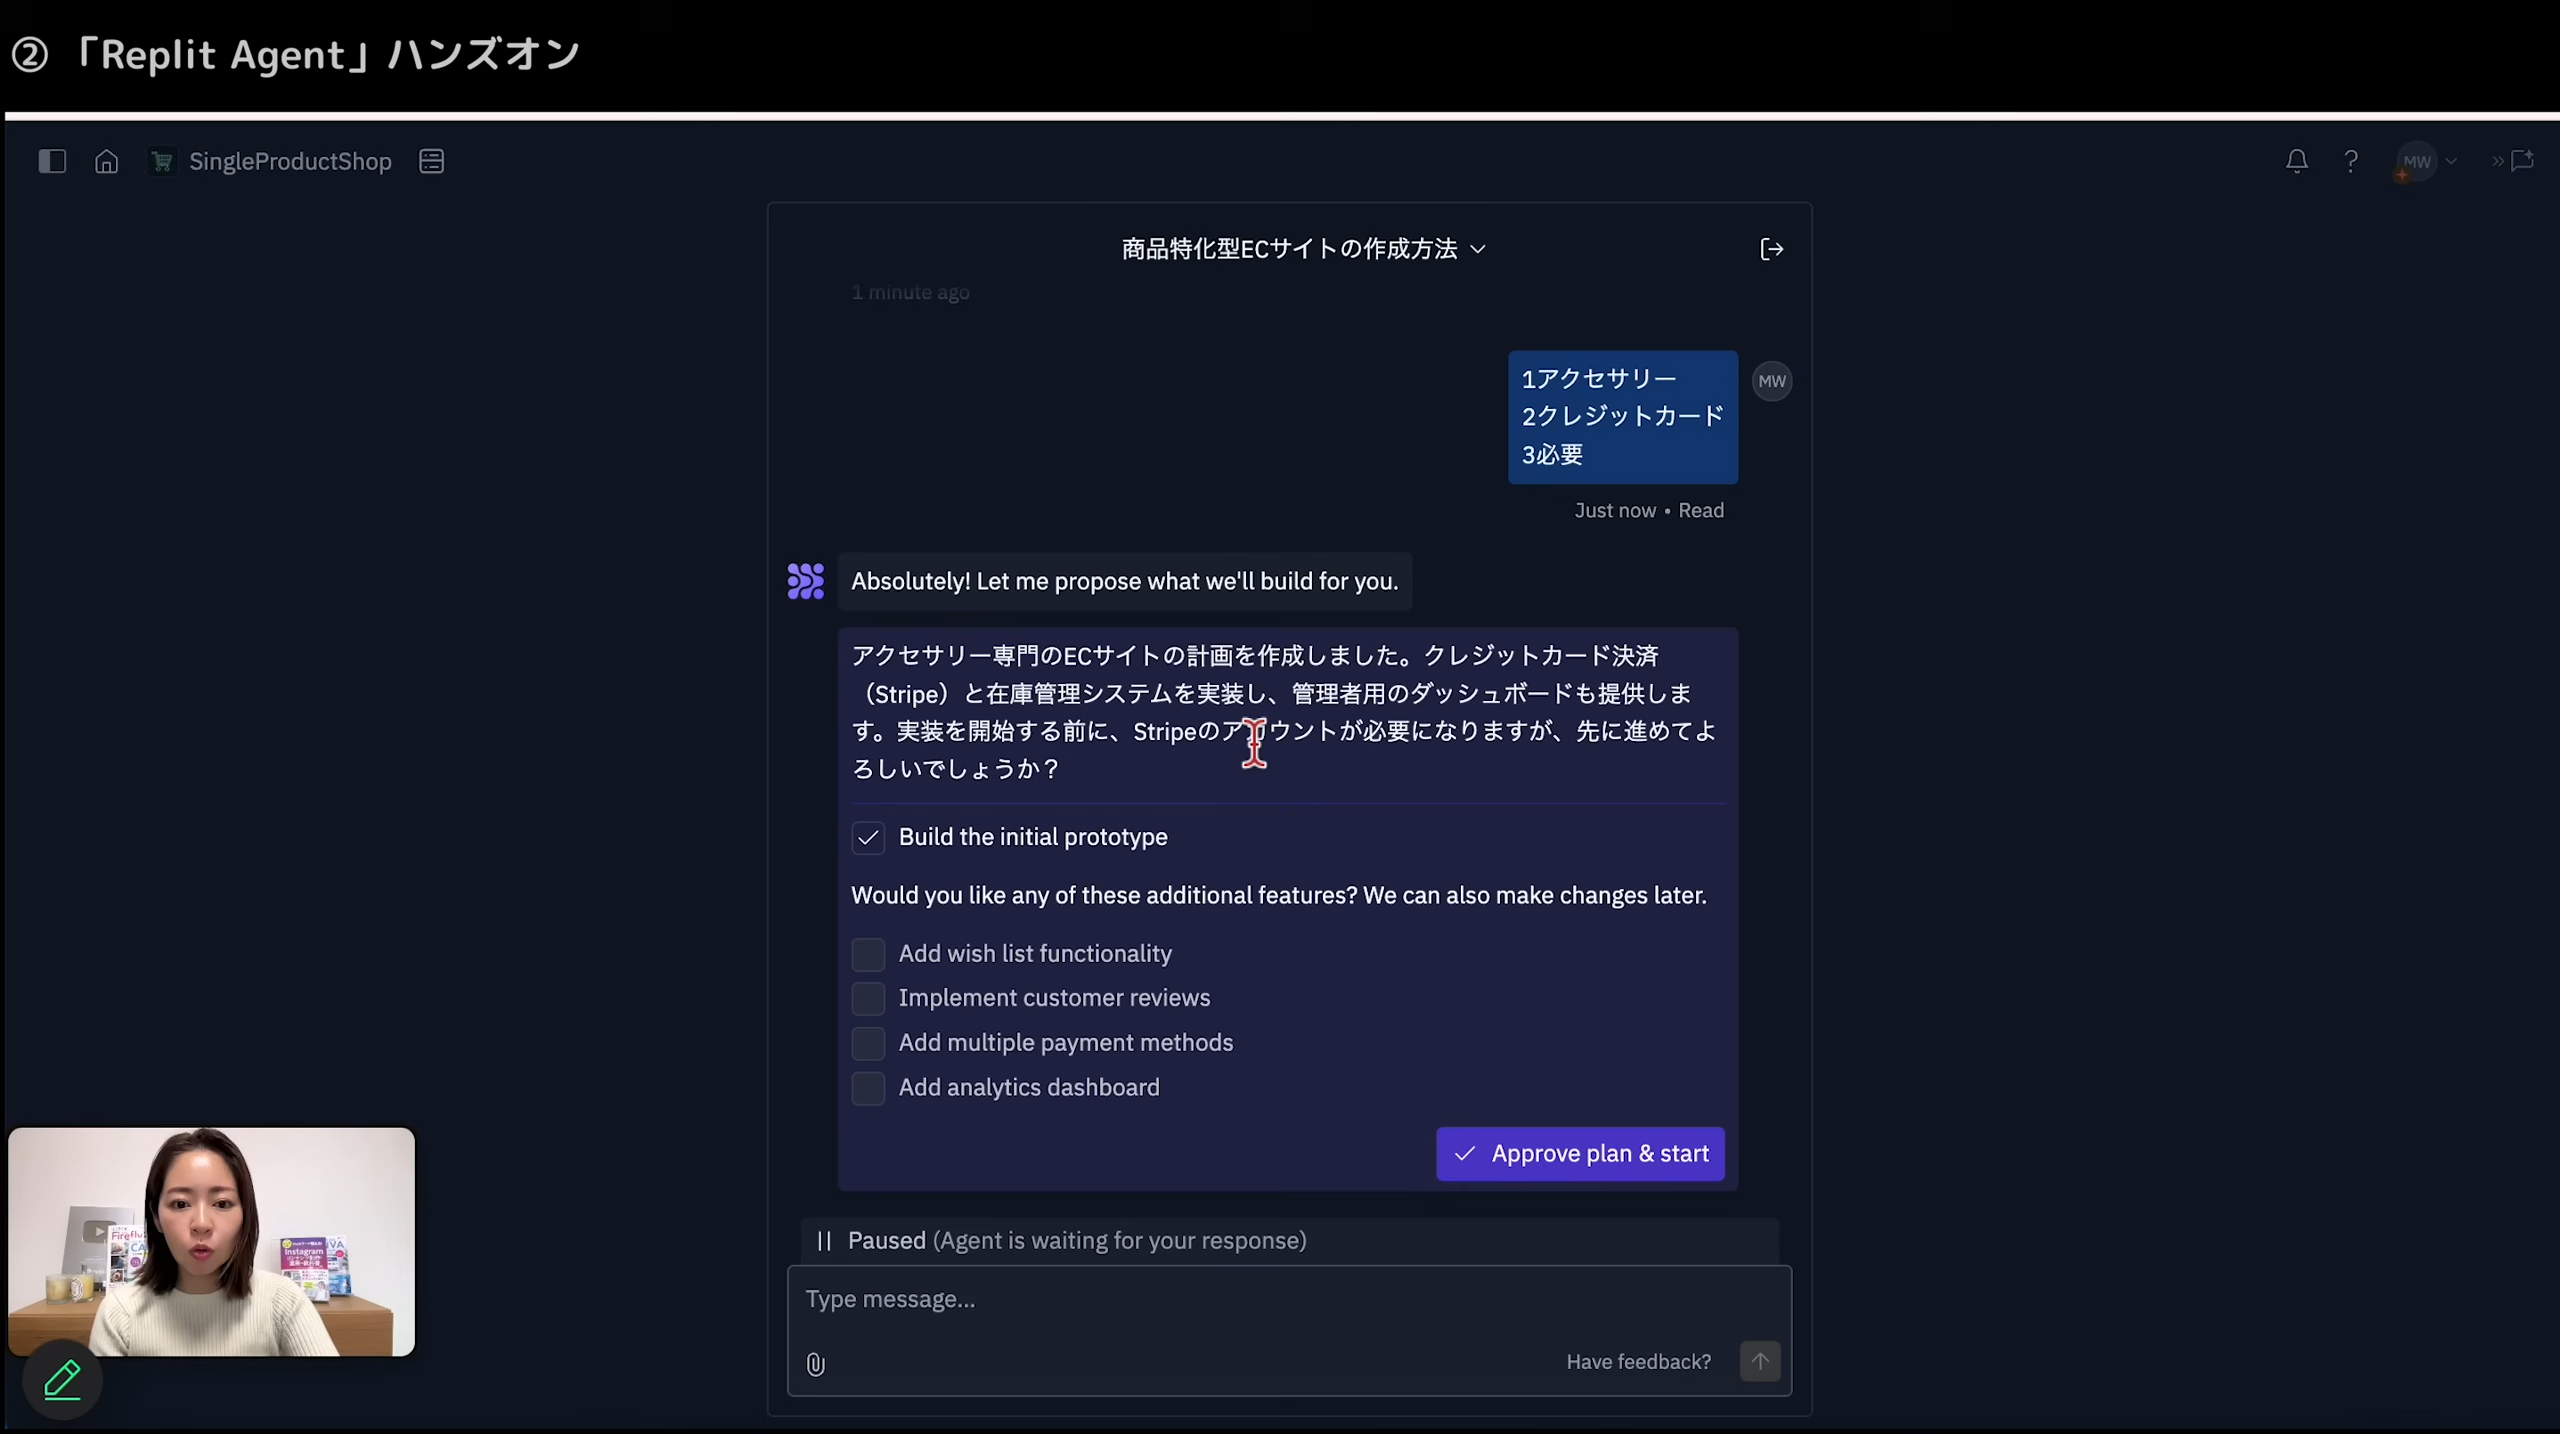 ② 「Replit Agent」ハンズオン
SingleProductShop
MW
商品特化型ECサイトの作成方法
1 minute ago
1アクセサリー
2クレジットカード
3必要
MW
Just now • Read
Absolutely! Let me propose what we'll build for you.
アクセサリー専門のECサイトの計画を作成しました。クレジットカード決済
（Stripe）と在庫管理システムを実装し、管理者用のダッシュボードも提供しま
す。実装を開始する前に、Stripeのアカウントが必要になりますが、先に進めてよ
ろしいでしょうか？
Build the initial prototype
Would you like any of these additional features? We can also make changes later.
Add wish list functionality
Implement customer reviews
Add multiple payment methods
Add analytics dashboard
Approve plan & start
Paused (Agent is waiting for your response)
Type message...
Have feedback?
Instagram